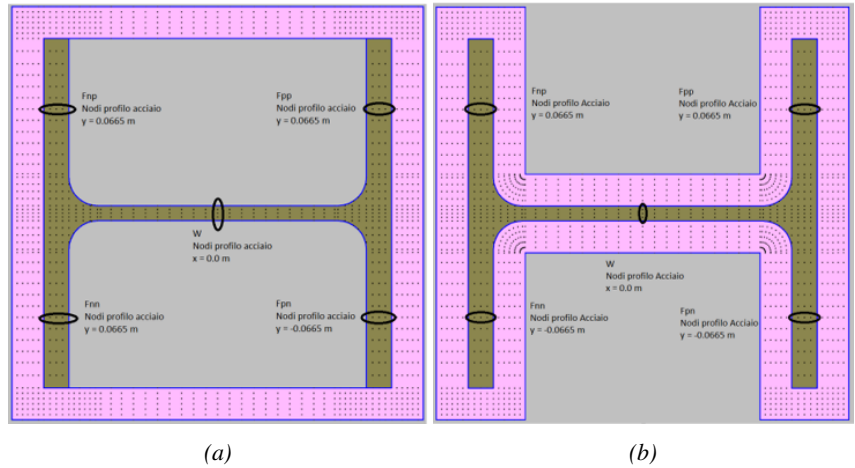 Fnp
Nodi profilo acciaio
y = 0.0665 m
Fpp
Nodi profilo acciaio
y = 0.0665 m
W
Nodi profilo acciaio
x = 0.0 m
Fnn
Nodi profilo acciaio
y = 0.0665 m
Fpn
Nodi profilo acciaio
y = -0.0665 m
Fnp
Nodi profilo Acciaio
y = 0.0665 m
Fpp
Nodi profilo Acciaio
y = 0.0665 m
W
Nodi profilo Acciaio
x = 0.0 m
Fnn
Nodi profilo Acciaio
y = -0.0665 m
Fpn
Nodi profilo Acciaio
y = -0.0665 m
(a)
(b)